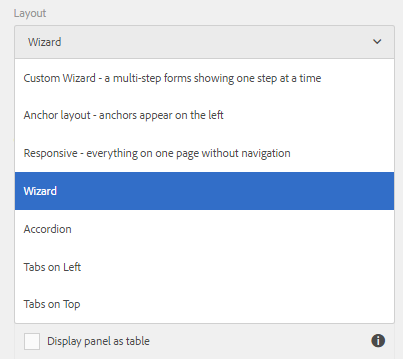 Layout
Wizard
Custom Wizard - a multi-step forms showing one step at a time
Anchor layout - anchors appear on the left
Responsive - everything on one page without navigation
Wizard
Accordion
Tabs on Left
Tabs on Top
Display panel as table